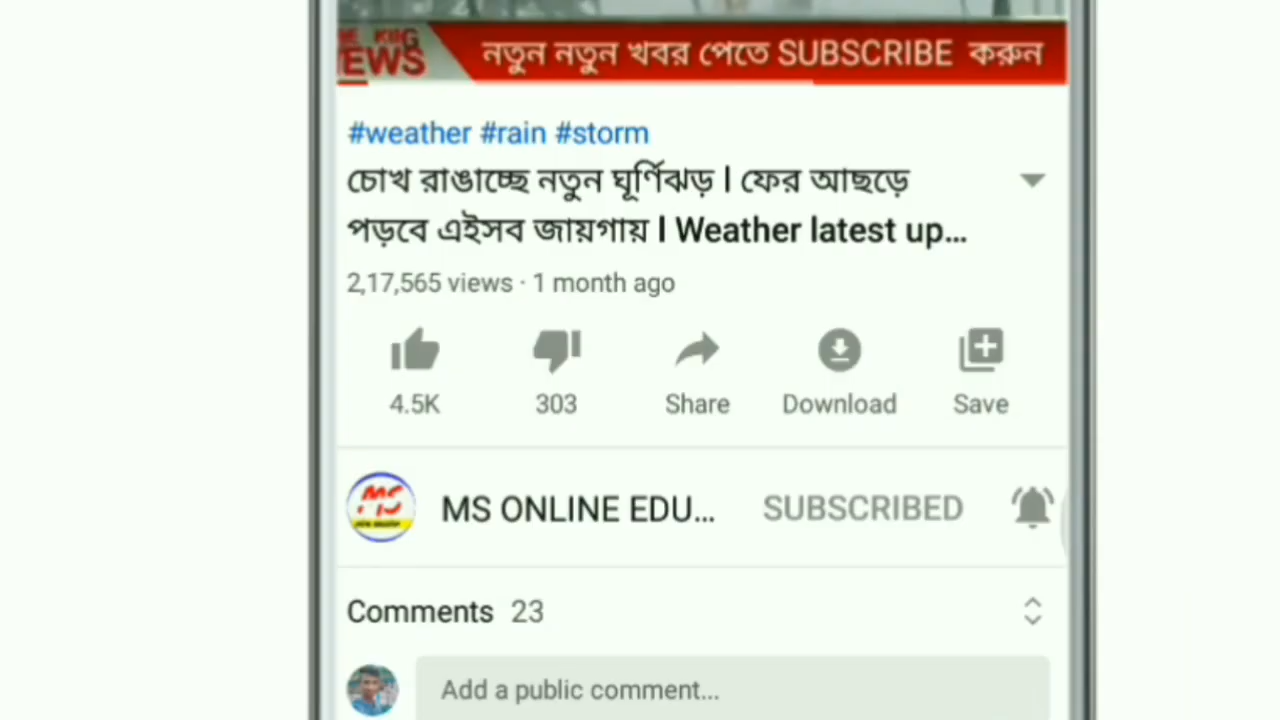 NEWS
নতুন নতুন খবর পেতে SUBSCRIBE করুন
#weather #rain #storm
চোখ রাঙাচ্ছে নতুন ঘূর্ণিঝড় l ফের আছড়ে
পড়বে এইসব জায়গায় l Weather latest up...
2,17,565 views · 1 month ago
4.5K 303 Share Download Save
MS
MS ONLINE EDU... SUBSCRIBED
Comments 23
Add a public comment...